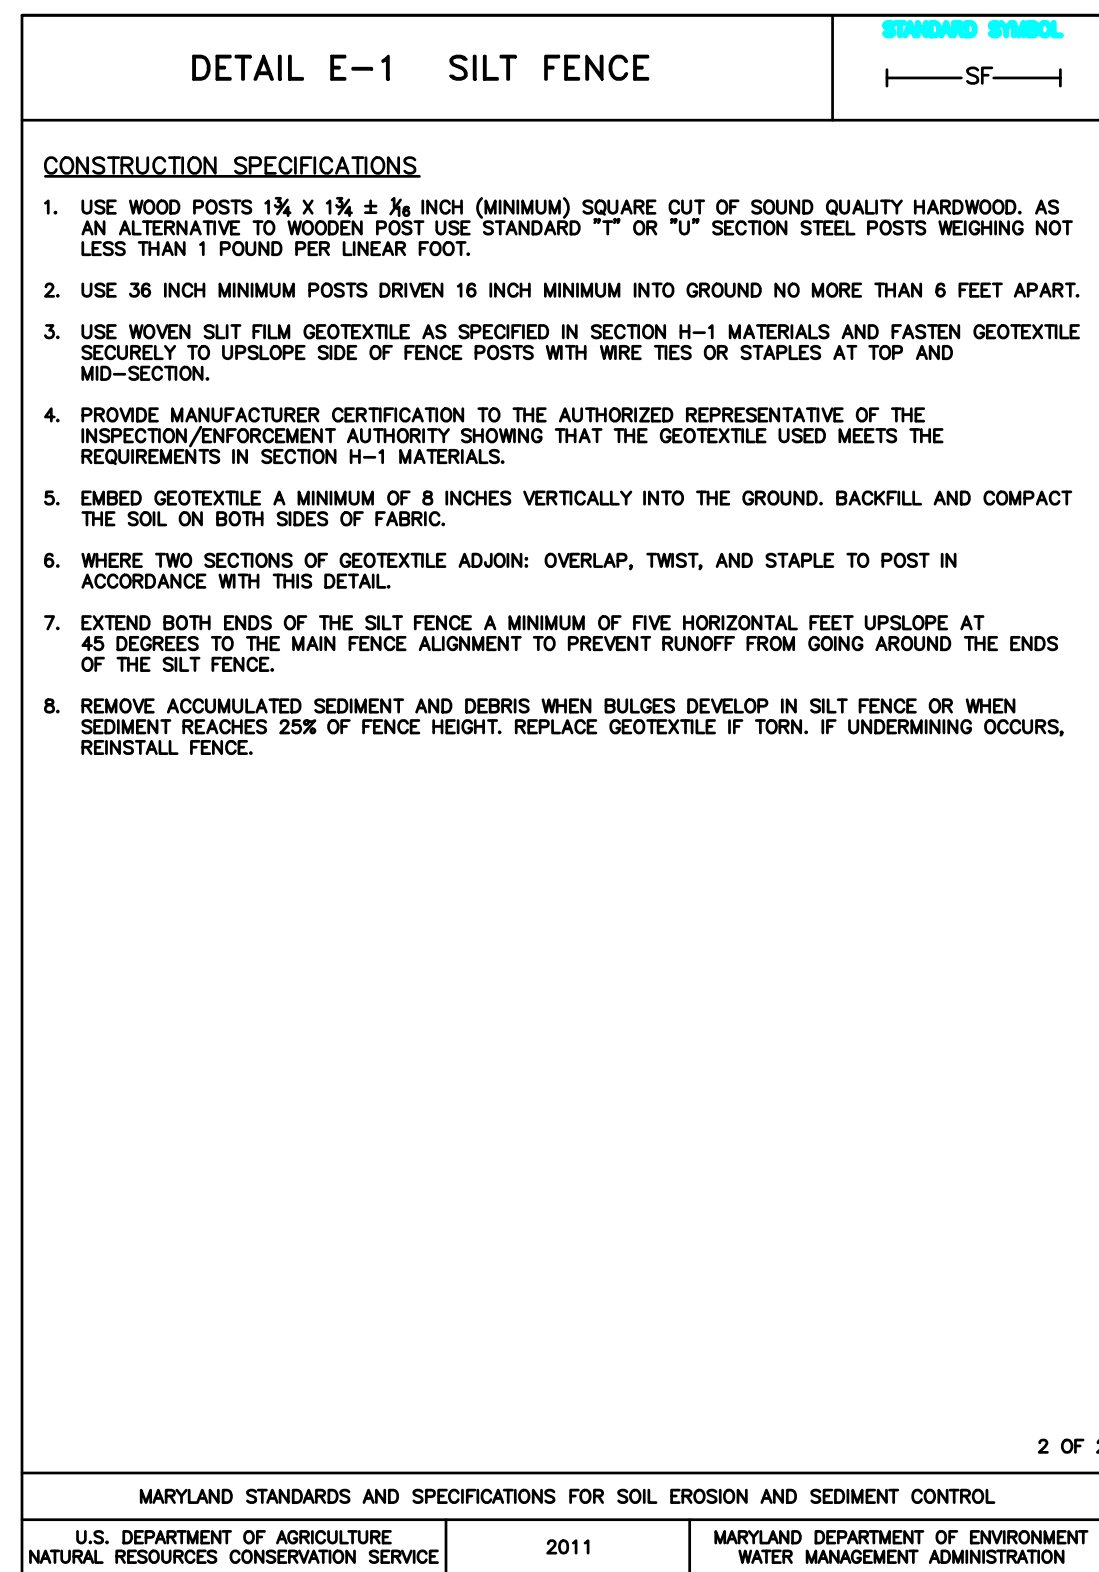 DETAIL E-1 SILT FENCE
STANDARD SYMBOL
SF
CONSTRUCTION SPECIFICATIONS
1. USE WOOD POSTS 1¾ X 1¾ ± 1/16 INCH (MINIMUM) SQUARE CUT OF SOUND QUALITY HARDWOOD. AS
AN ALTERNATIVE TO WOODEN POST USE STANDARD "T" OR "U" SECTION STEEL POSTS WEIGHING NOT
LESS THAN 1 POUND PER LINEAR FOOT.
2. USE 36 INCH MINIMUM POSTS DRIVEN 16 INCH MINIMUM INTO GROUND NO MORE THAN 6 FEET APART.
3. USE WOVEN SLIT FILM GEOTEXTILE AS SPECIFIED IN SECTION H-1 MATERIALS AND FASTEN GEOTEXTILE
SECURELY TO UPSLOPE SIDE OF FENCE POSTS WITH WIRE TIES OR STAPLES AT TOP AND
MID-SECTION.
4. PROVIDE MANUFACTURER CERTIFICATION TO THE AUTHORIZED REPRESENTATIVE OF THE
INSPECTION/ENFORCEMENT AUTHORITY SHOWING THAT THE GEOTEXTILE USED MEETS THE
REQUIREMENTS IN SECTION H-1 MATERIALS.
5. EMBED GEOTEXTILE A MINIMUM OF 8 INCHES VERTICALLY INTO THE GROUND. BACKFILL AND COMPACT
THE SOIL ON BOTH SIDES OF FABRIC.
6. WHERE TWO SECTIONS OF GEOTEXTILE ADJOIN: OVERLAP, TWIST, AND STAPLE TO POST IN
ACCORDANCE WITH THIS DETAIL.
7. EXTEND BOTH ENDS OF THE SILT FENCE A MINIMUM OF FIVE HORIZONTAL FEET UPSLOPE AT
45 DEGREES TO THE MAIN FENCE ALIGNMENT TO PREVENT RUNOFF FROM GOING AROUND THE ENDS
OF THE SILT FENCE.
8. REMOVE ACCUMULATED SEDIMENT AND DEBRIS WHEN BULGES DEVELOP IN SILT FENCE OR WHEN
SEDIMENT REACHES 25% OF FENCE HEIGHT. REPLACE GEOTEXTILE IF TORN. IF UNDERMINING OCCURS,
REINSTALL FENCE.
2 OF 2
MARYLAND STANDARDS AND SPECIFICATIONS FOR SOIL EROSION AND SEDIMENT CONTROL
U.S. DEPARTMENT OF AGRICULTURE
NATURAL RESOURCES CONSERVATION SERVICE
2011
MARYLAND DEPARTMENT OF ENVIRONMENT
WATER MANAGEMENT ADMINISTRATION